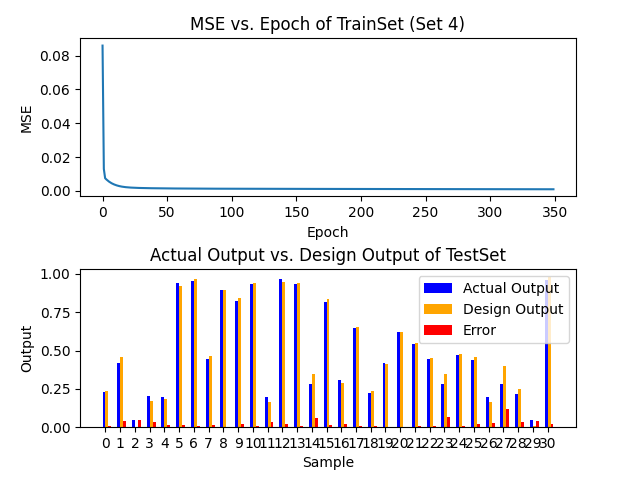 MSE vs. Epoch of TrainSet (Set 4)
0.08
0.06
0.04
0.02
0.00
MSE
0 50 100 150 200 250 300 350
Epoch
Actual Output vs. Design Output of TestSet
1.00
0.75
0.50
0.25
0.00
Output
Actual Output
Design Output
Error
0 1 2 3 4 5 6 7 8 9 10 11 12 13 14 15 16 17 18 19 20 21 22 23 24 25 26 27 28 29 30
Sample